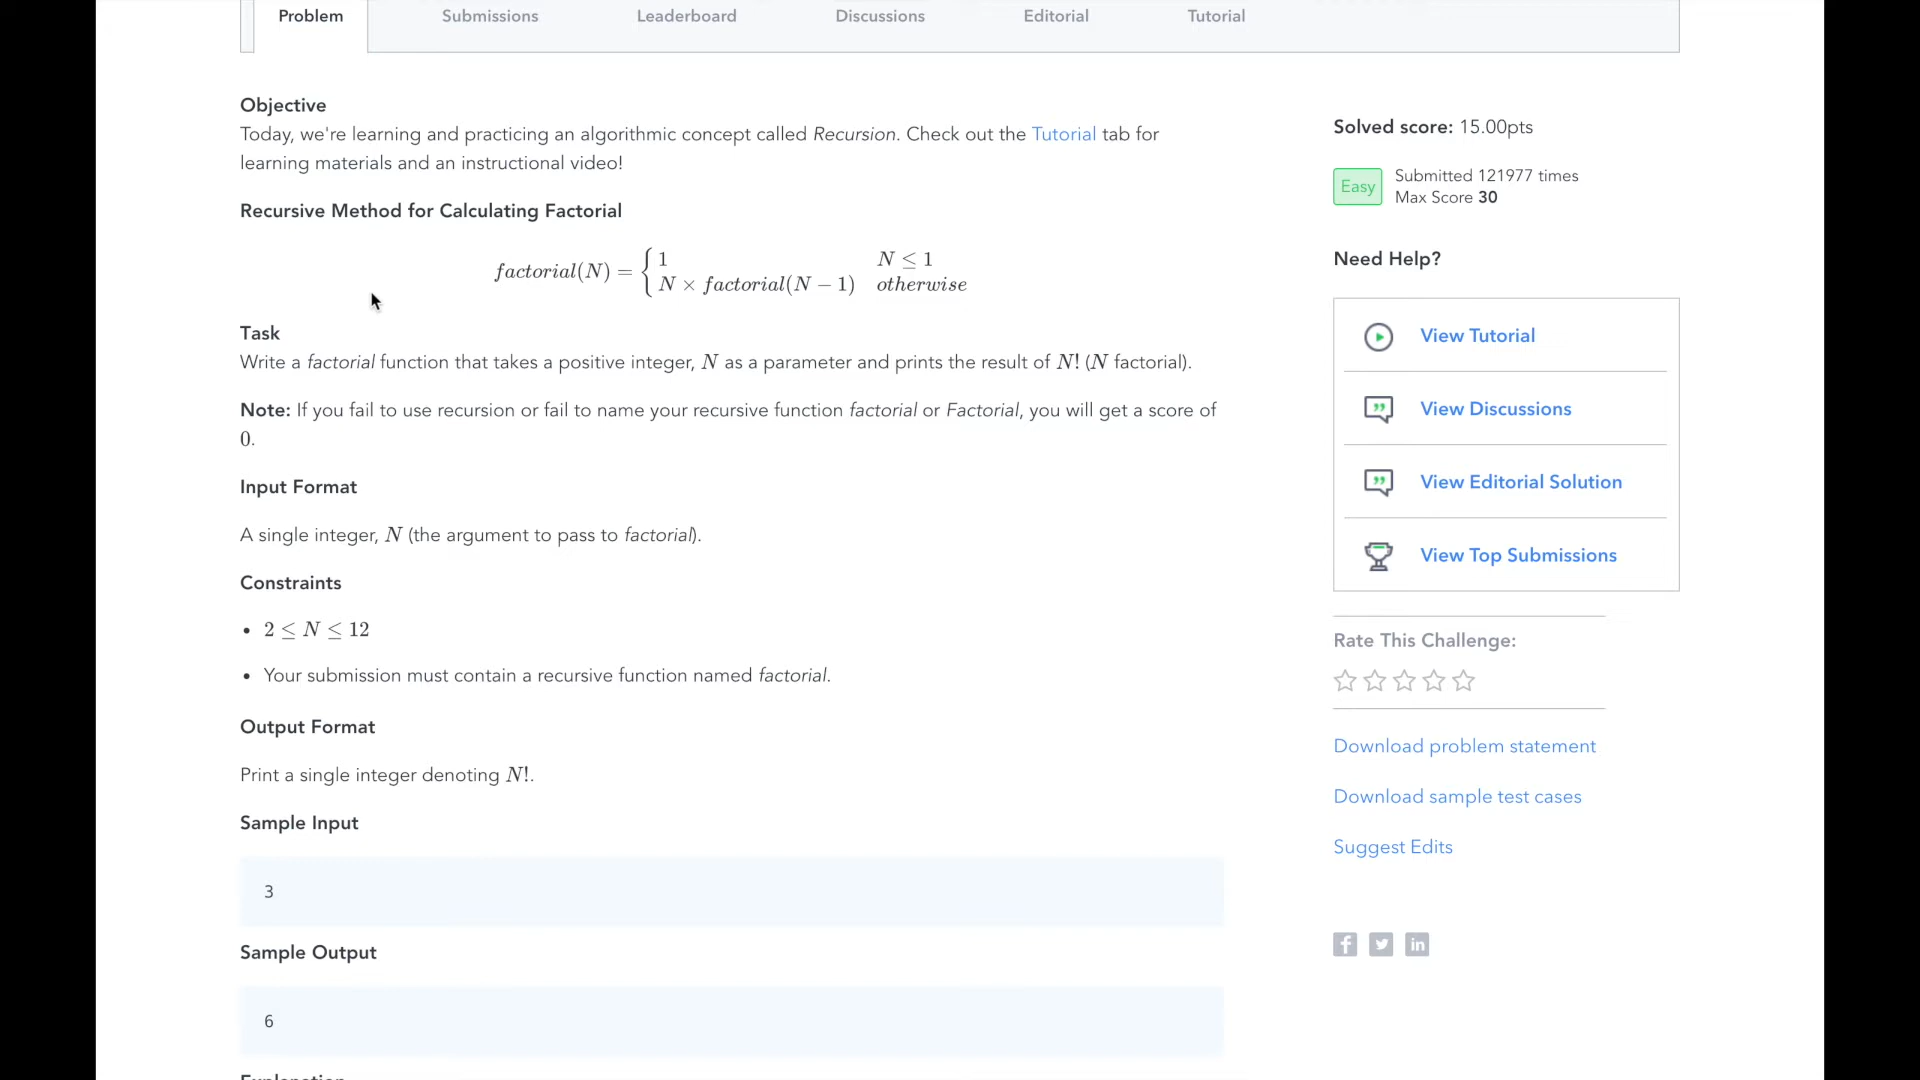 Problem
Submissions
Leaderboard
Discussions
Editorial
Tutorial
Objective
Today, we're learning and practicing an algorithmic concept called Recursion. Check out the Tutorial tab for
learning materials and an instructional video!
Recursive Method for Calculating Factorial
factorial(N) = { 1 N ≤ 1
N × factorial(N − 1) otherwise
Task
Write a factorial function that takes a positive integer, N as a parameter and prints the result of N! (N factorial).
Note: If you fail to use recursion or fail to name your recursive function factorial or Factorial, you will get a score of
0.
Input Format
A single integer, N (the argument to pass to factorial).
Constraints
• 2 ≤ N ≤ 12
• Your submission must contain a recursive function named factorial.
Output Format
Print a single integer denoting N!.
Sample Input
3
Sample Output
6
Explanation
Solved score: 15.00pts
Easy
Submitted 121977 times
Max Score 30
Need Help?
View Tutorial
View Discussions
View Editorial Solution
View Top Submissions
Rate This Challenge:
Download problem statement
Download sample test cases
Suggest Edits